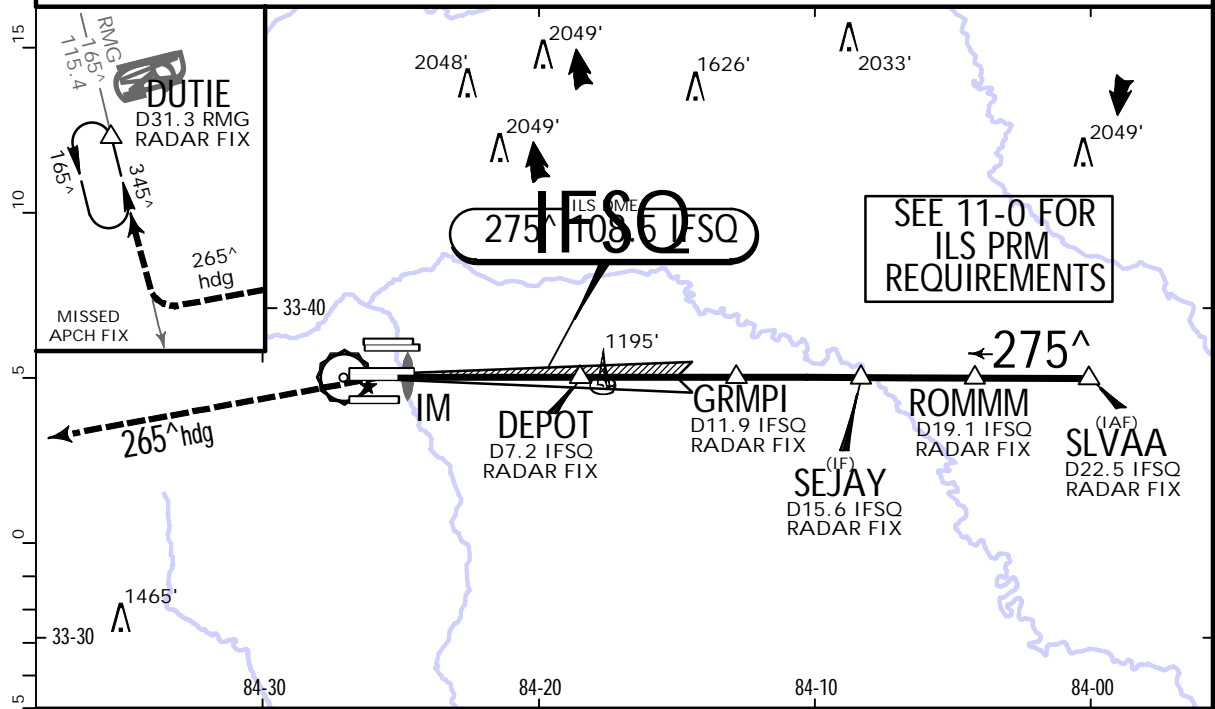 RMG
165^
115.4
DUTIE
D31.3 RMG
RADAR FIX
165^
345^
265^
hdg
MISSED
APCH FIX
15
10
5
0
5
2048'
2049'
1626'
2033'
2049'
2049'
ILS DME
275^ 108.5 IFSQ
IFSQ
SEE 11-0 FOR
ILS PRM
REQUIREMENTS
33-40
1195'
275^
IM
265^ hdg
DEPOT
D7.2 IFSQ
RADAR FIX
GRMPI
D11.9 IFSQ
RADAR FIX
(IF)
SEJAY
D15.6 IFSQ
RADAR FIX
ROMMM
D19.1 IFSQ
RADAR FIX
(IAF)
SLVAA
D22.5 IFSQ
RADAR FIX
1465'
33-30
84-30
84-20
84-10
84-00